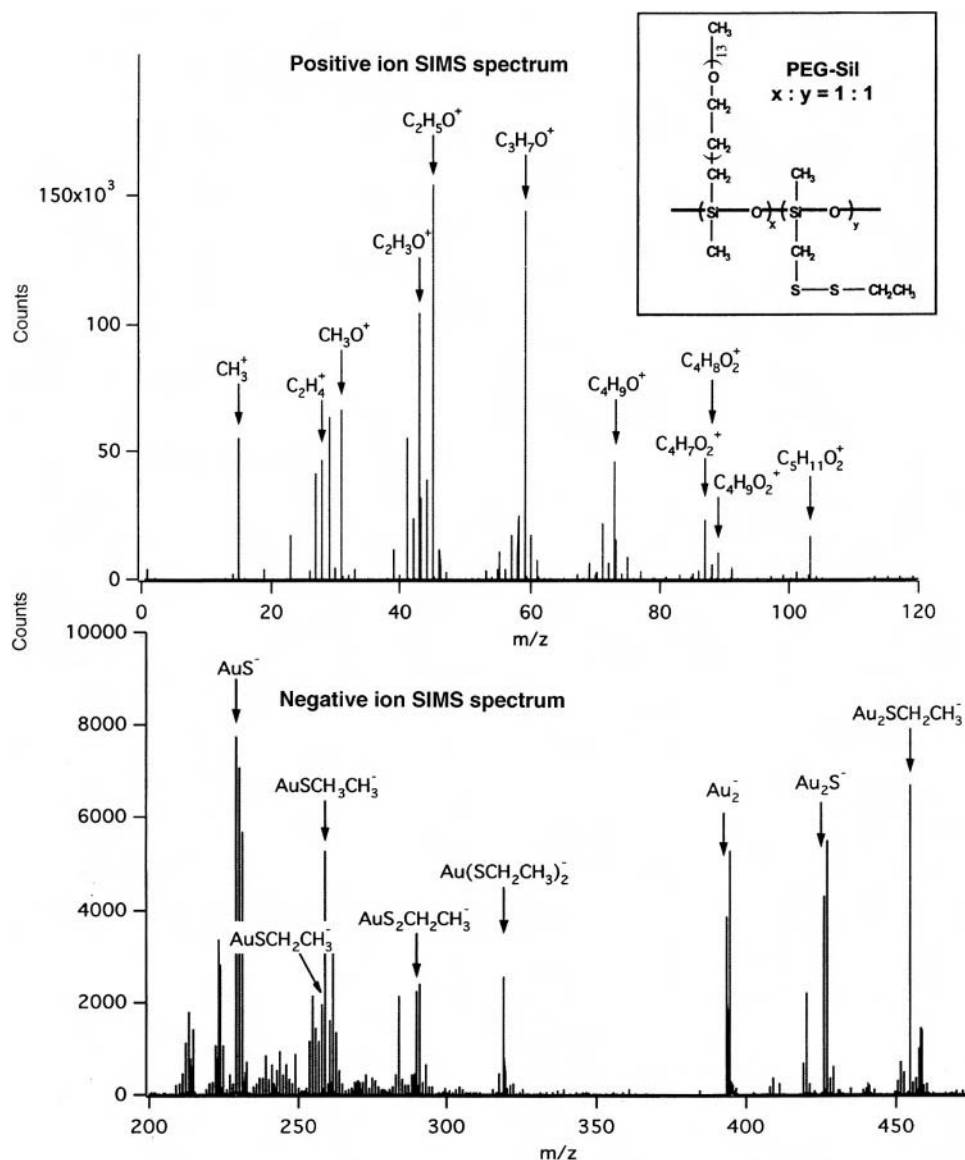 Positive ion SIMS spectrum
Counts
150x10³
100
50
0
CH₃⁺
C₂H₄⁺
CH₃O⁺
C₂H₃O⁺
C₂H₅O⁺
C₃H₇O⁺
C₄H₉O⁺
C₄H₇O₂⁺
C₄H₈O₂⁺
C₄H₉O₂⁺
C₅H₁₁O₂⁺
0 20 40 60 80 100 120
m/z
PEG-Sil
x : y = 1 : 1
CH₃
13
O
CH₂
CH₂
CH₂ CH₃
Si O x Si O y
CH₃ CH₂
S S CH₂CH₃
Negative ion SIMS spectrum
Counts
10000
8000
6000
4000
2000
0
AuS⁻
AuSCH₂CH₃⁻
AuSCH₃CH₃⁻
AuS₂CH₂CH₃⁻
Au(SCH₂CH₃)₂⁻
Au₂⁻
Au₂S⁻
Au₂SCH₂CH₃⁻
200 250 300 350 400 450
m/z